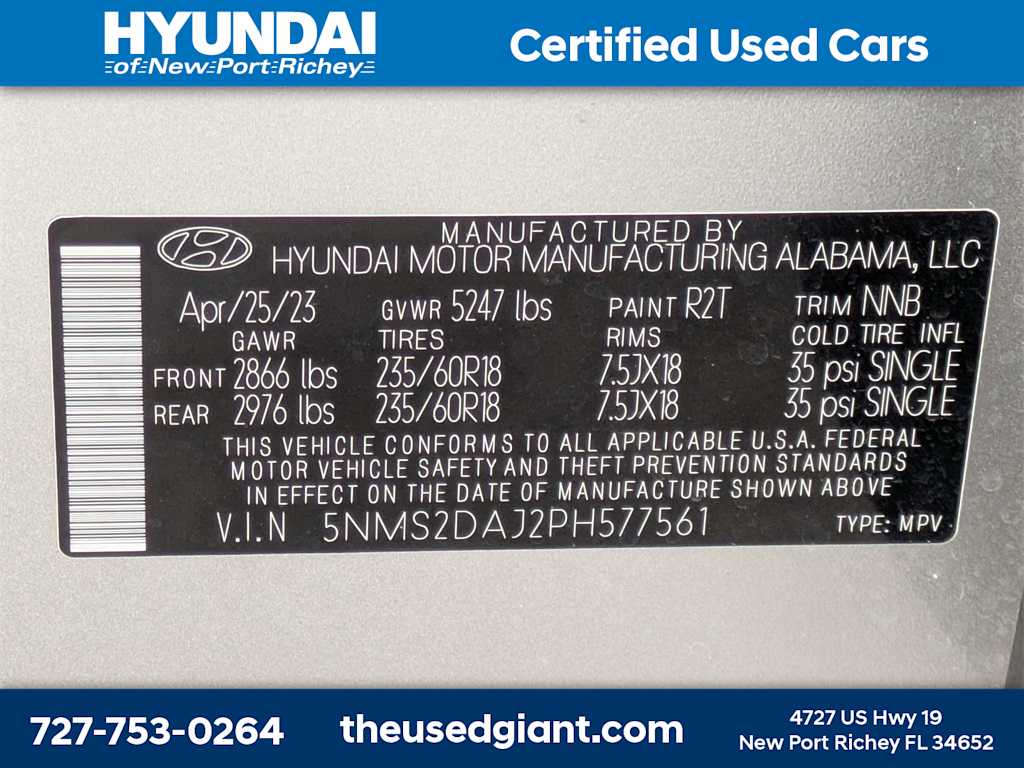 HYUNDAI
of New Port Richey
Certified Used Cars
MANUFACTURED BY
HYUNDAI MOTOR MANUFACTURING ALABAMA, LLC
Apr/25/23 GVWR 5247 lbs PAINT R2T TRIM NNB
GAWR TIRES RIMS COLD TIRE INFL
FRONT 2866 lbs 235/60R18 7.5JX18 35 psi SINGLE
REAR 2976 lbs 235/60R18 7.5JX18 35 psi SINGLE
THIS VEHICLE CONFORMS TO ALL APPLICABLE U.S.A. FEDERAL
MOTOR VEHICLE SAFETY AND THEFT PREVENTION STANDARDS
IN EFFECT ON THE DATE OF MANUFACTURE SHOWN ABOVE
V.I.N 5NMS2DAJ2PH577561 TYPE: MPV
727-753-0264
theusedgiant.com
4727 US Hwy 19
New Port Richey FL 34652